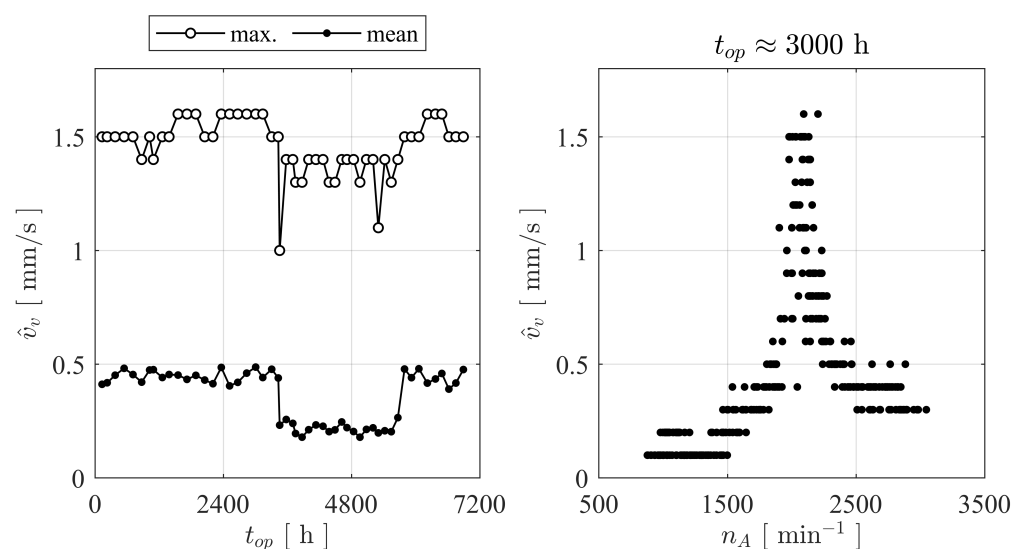 max. mean
t_op ≈ 3000 h
1.5
1
0.5
0
v̂_v [ mm/s ]
0 2400 4800 7200
t_op [ h ]
1.5
1
0.5
0
v̂_v [ mm/s ]
500 1500 2500 3500
n_A [ min⁻¹ ]